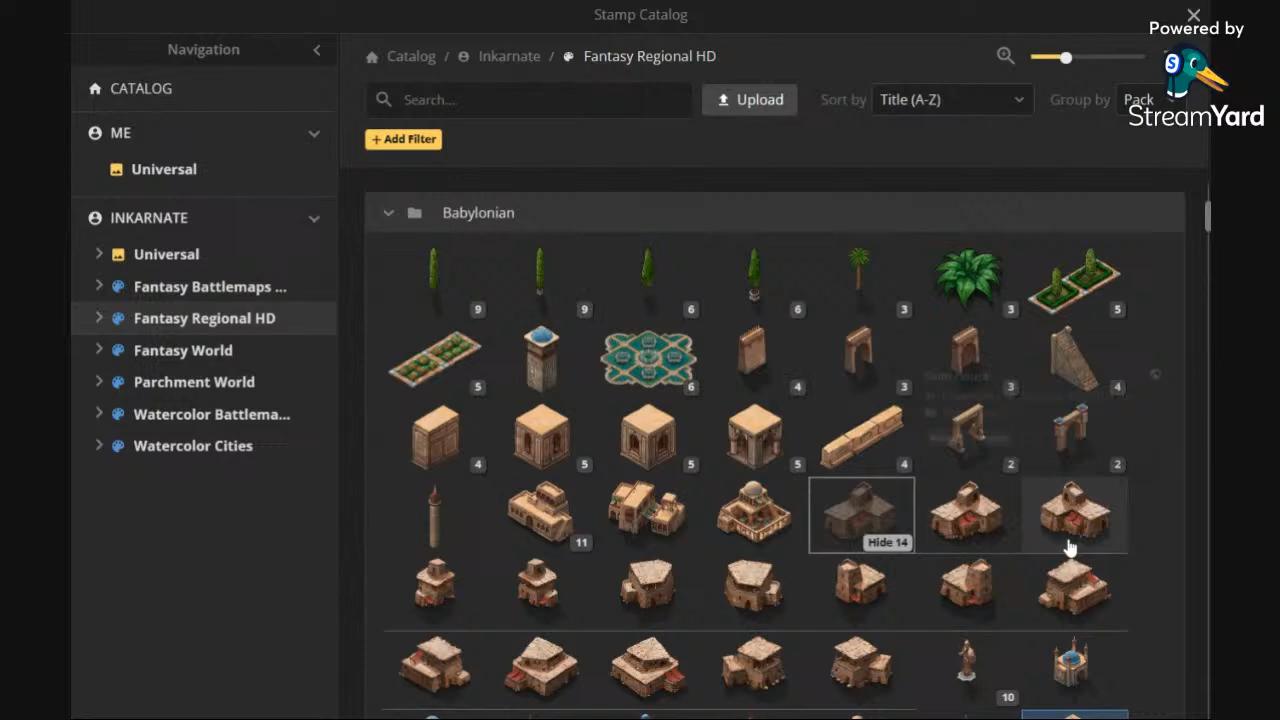 Stamp Catalog
Powered by
StreamYard
Navigation
CATALOG
ME
Universal
INKARNATE
Universal
Fantasy Battlemaps ...
Fantasy Regional HD
Fantasy World
Parchment World
Watercolor Battlema...
Watercolor Cities
Catalog / Inkarnate / Fantasy Regional HD
Search...
Upload
Sort by
Title (A-Z)
Group by
Pack
+ Add Filter
Babylonian
9 9 6 6 3 3 5
5 6 4 3 3 4
4 5 5 5 4 2 2
11 Hide 14
10